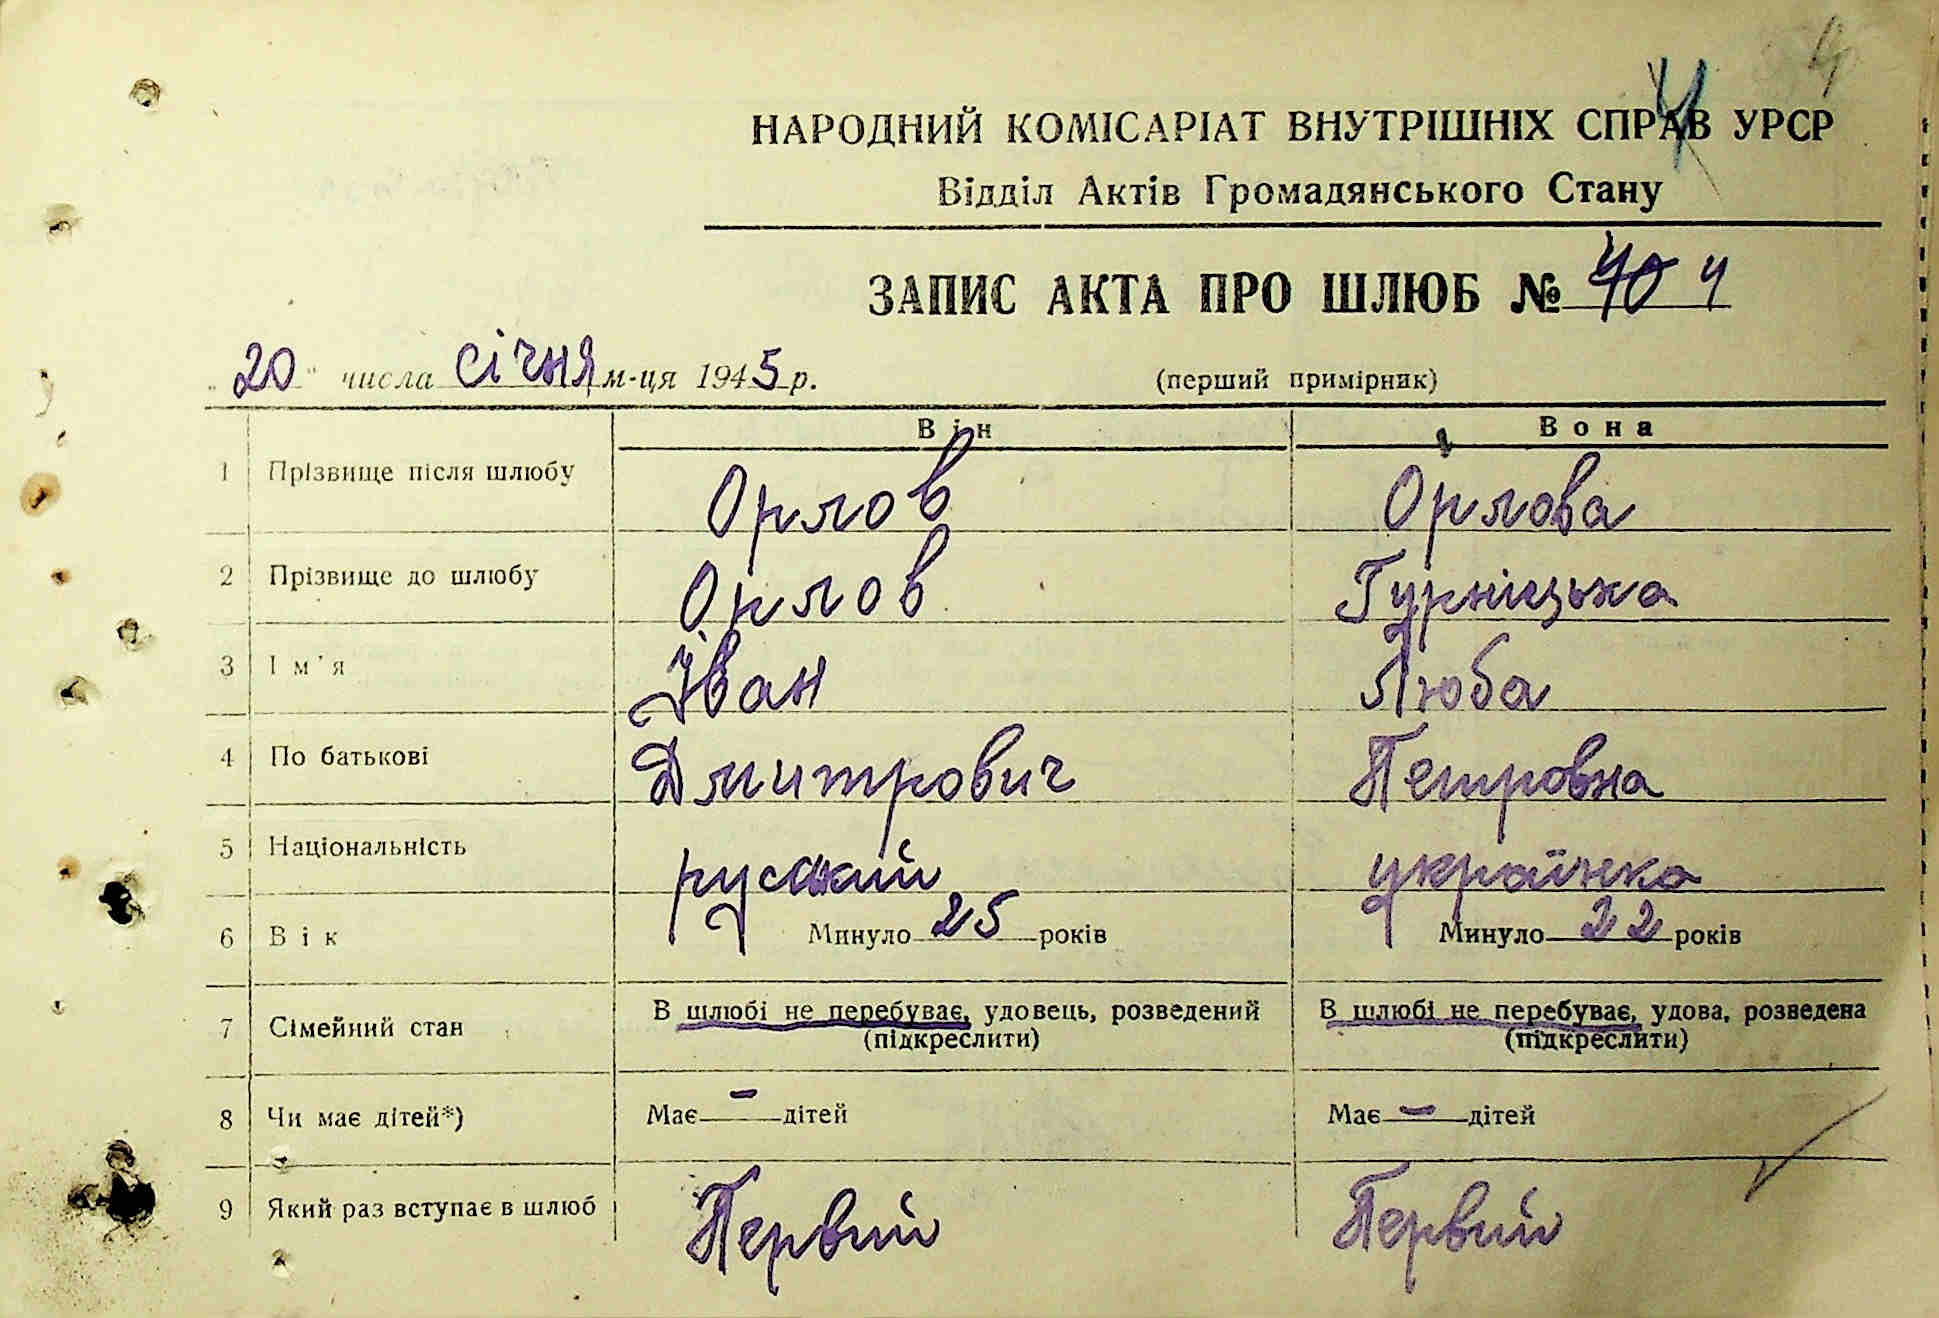 4
4
НАРОДНИЙ КОМІСАРІАТ ВНУТРІШНІХ СПРАВ УРСР
Відділ Актів Громадянського Стану
ЗАПИС АКТА ПРО ШЛЮБ № 40 4
„20" числа січня м-ця 1945 р. (перший примірник)
Він Вона
1 Прізвище після шлюбу Орлов Орлова
2 Прізвище до шлюбу Орлов Гурніцька
3 Ім'я Іван Люба
4 По батькові Дмитрович Петровна
5 Національність русский українка
6 Вік Минуло 25 років Минуло 22 років
7 Сімейний стан В шлюбі не перебуває, удовець, розведений В шлюбі не перебуває, удова, розведена
(підкреслити) (підкреслити)
8 Чи має дітей*) Має – дітей Має – дітей
9 Який раз вступає в шлюб Первий Первий